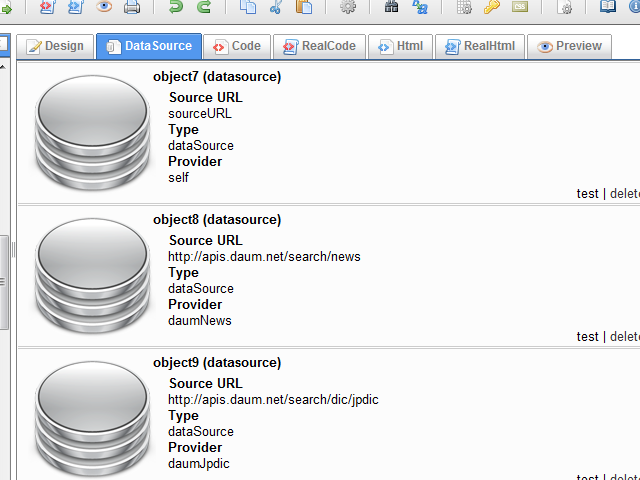 Design DataSource Code RealCode Html RealHtml Preview
object7 (datasource)
Source URL
sourceURL
Type
dataSource
Provider
self
test | delete
object8 (datasource)
Source URL
http://apis.daum.net/search/news
Type
dataSource
Provider
daumNews
test | delete
object9 (datasource)
Source URL
http://apis.daum.net/search/dic/jpdic
Type
dataSource
Provider
daumJpdic
test | delete